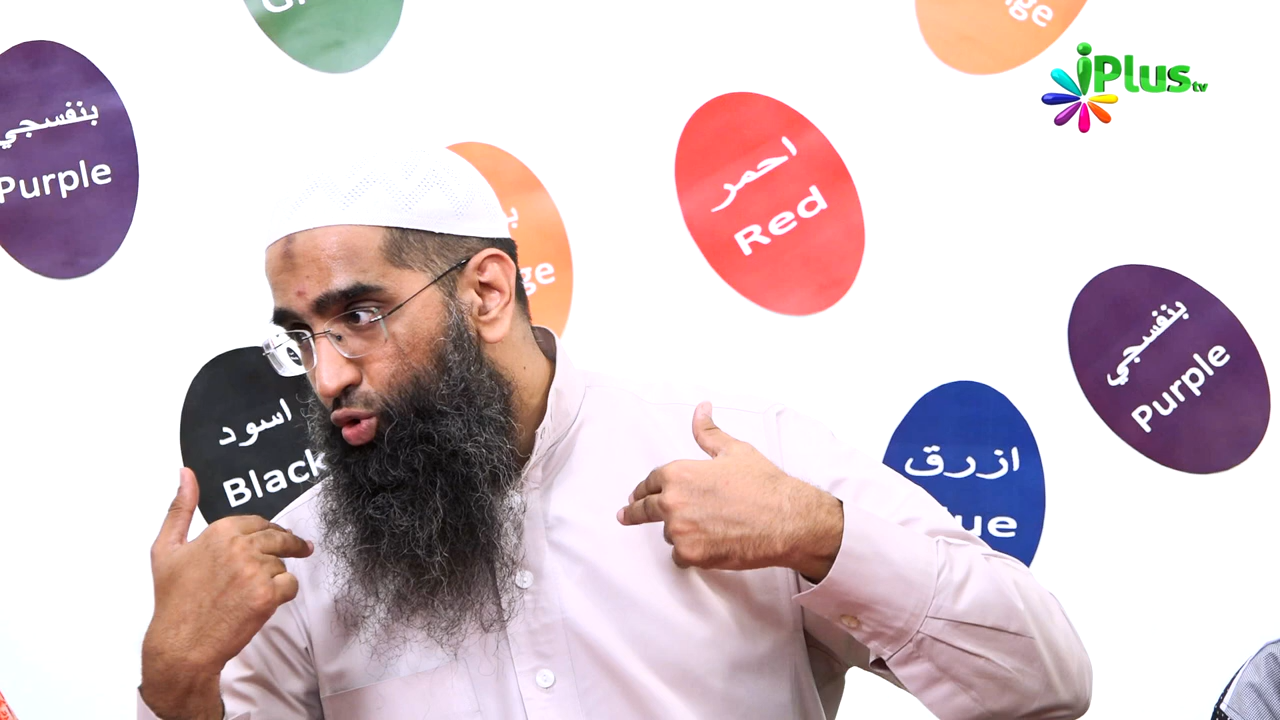 بنفسجي
Purple
iPlus tv
احمر
Red
بنفسجي
Purple
اسود
Black
ازرق